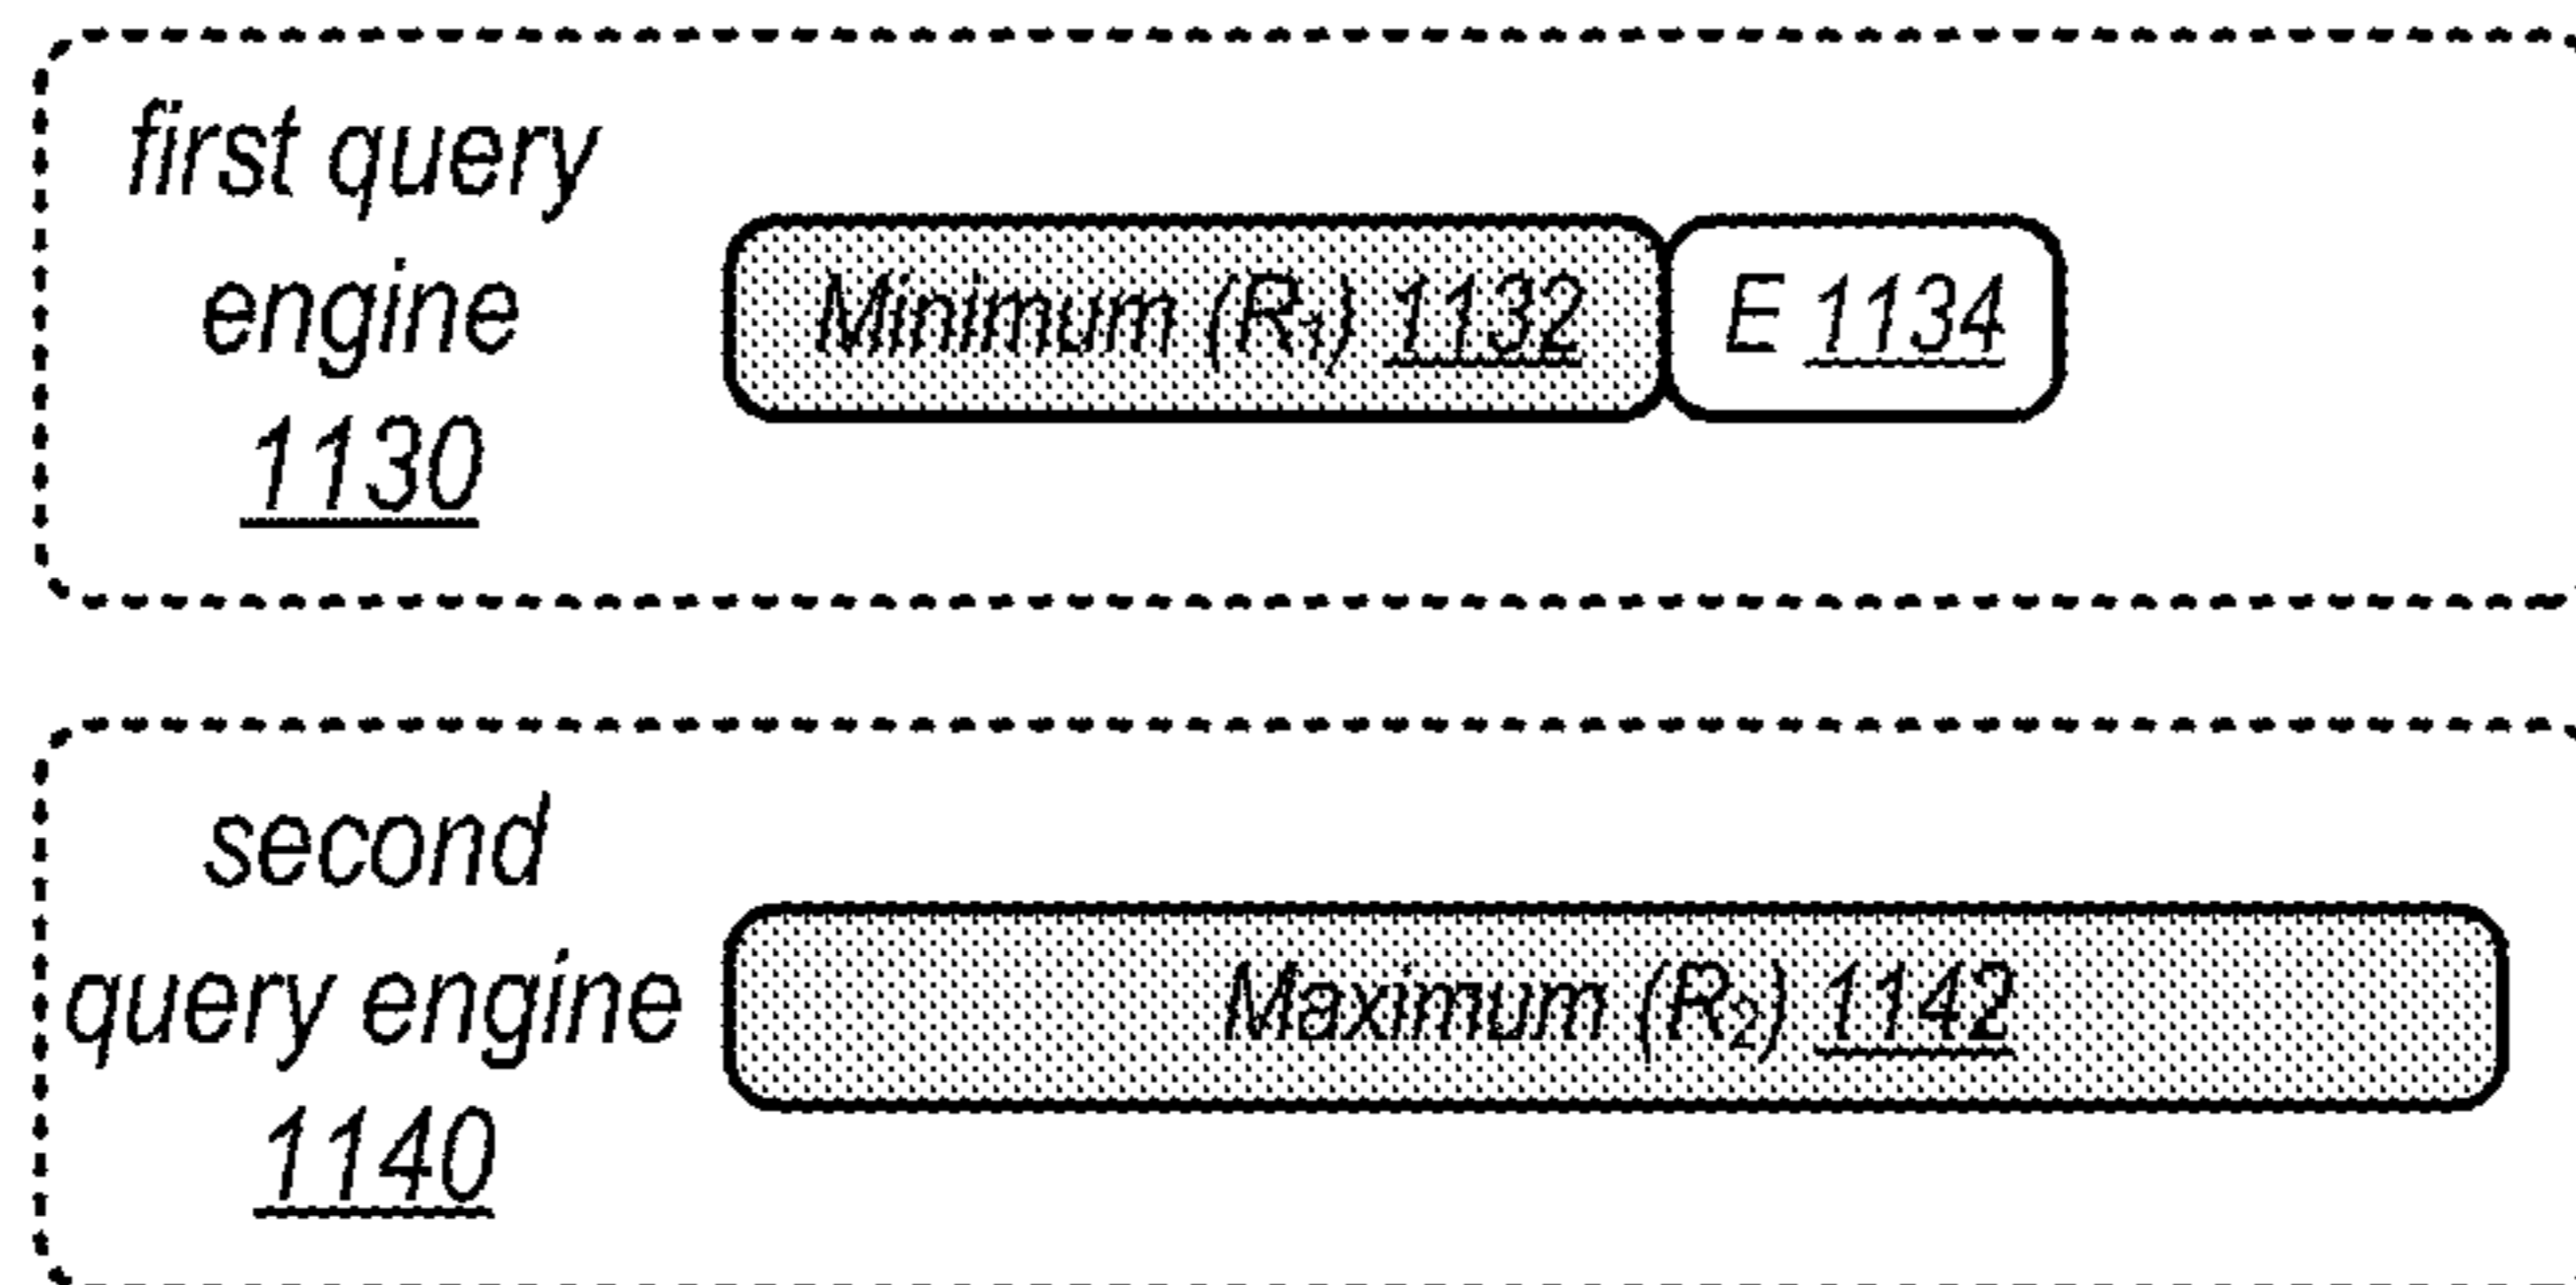 first query
engine
1130
Minimum (R₁) 1132
E 1134
second
query engine
1140
Maximum (R₂) 1142